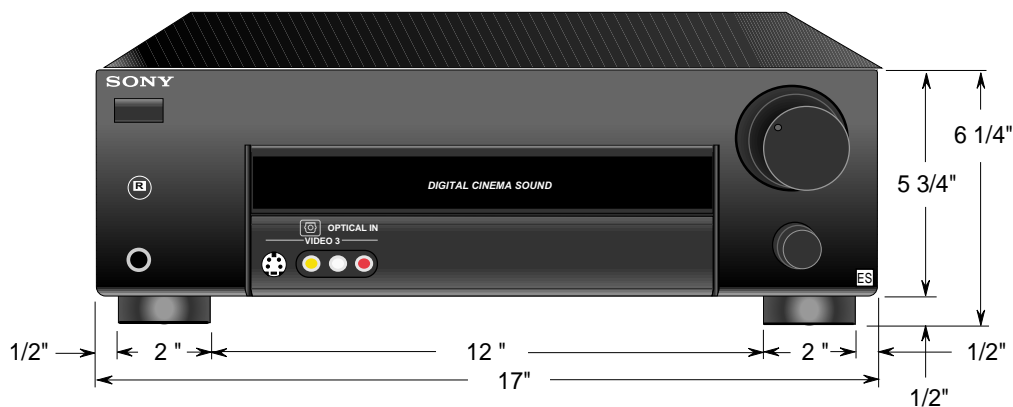 SONY
6 1/4"
5 3/4"
R
DIGITAL CINEMA SOUND
OPTICAL IN
VIDEO 3
ES
1/2"
2 "
12 "
2 "
1/2"
17"
1/2"